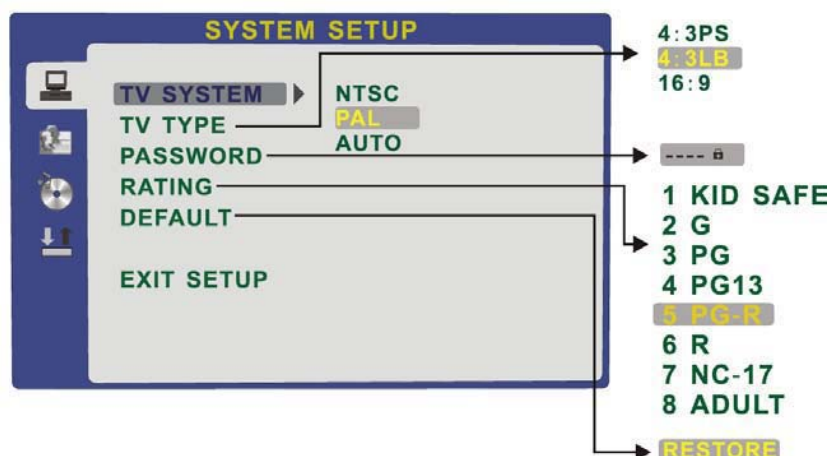 SYSTEM SETUP
TV SYSTEM
TV TYPE
PASSWORD
RATING
DEFAULT
EXIT SETUP
NTSC
PAL
AUTO
4:3PS
4:3LB
16:9
----
1 KID SAFE
2 G
3 PG
4 PG13
5 PG-R
6 R
7 NC-17
8 ADULT
RESTORE